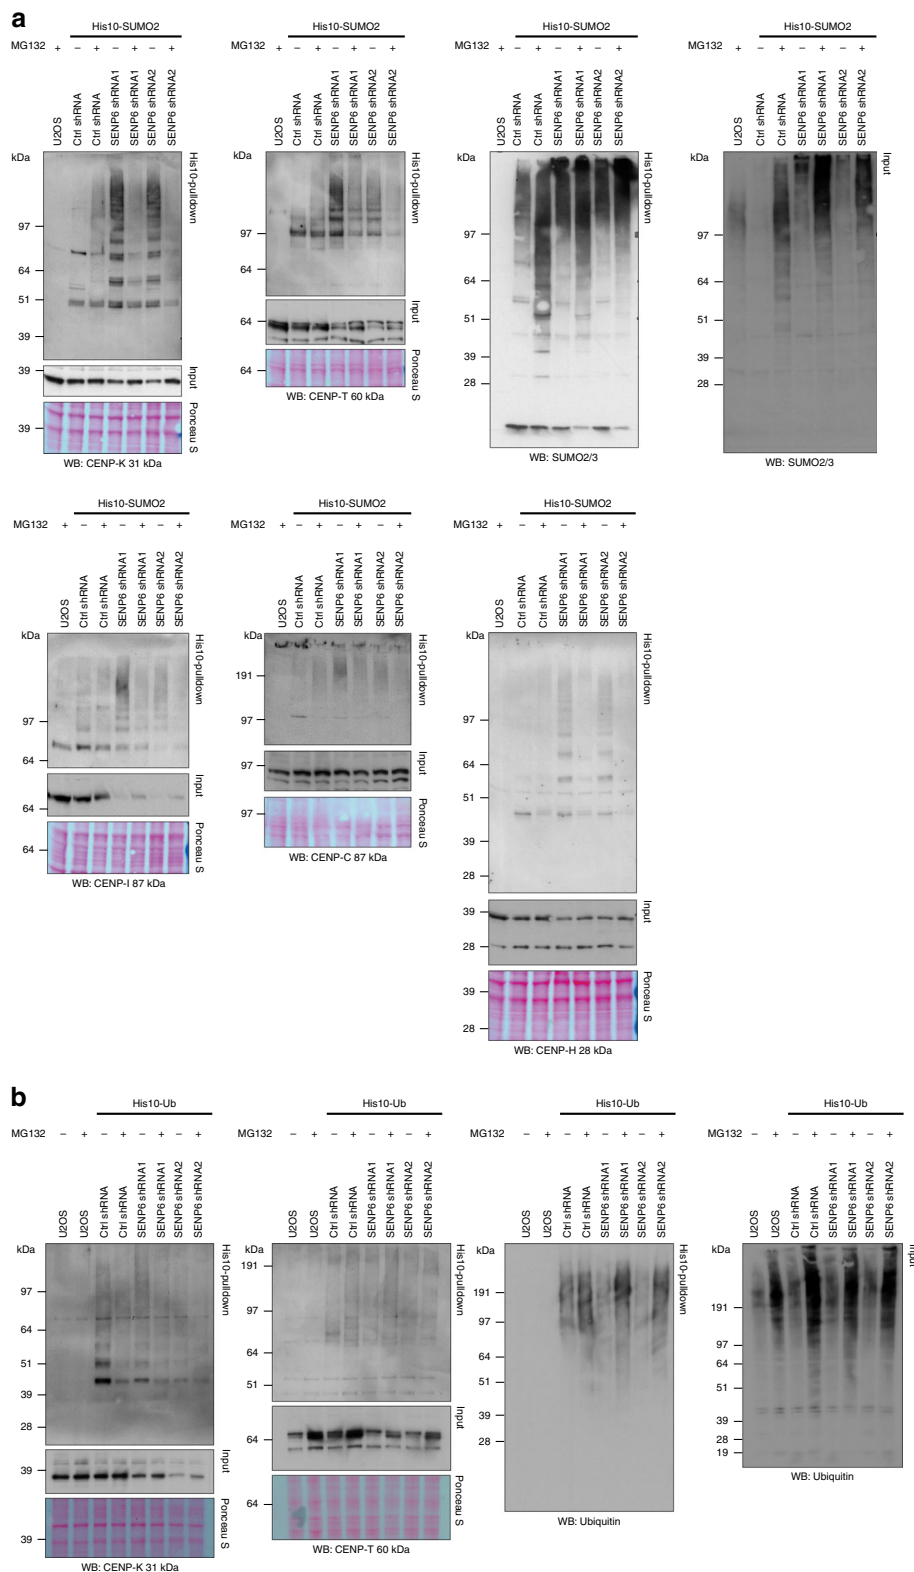 a
His10-SUMO2
MG132 + – + – + – +
U2OS
Ctrl shRNA
Ctrl shRNA
SENP6 shRNA1
SENP6 shRNA1
SENP6 shRNA2
SENP6 shRNA2
kDa
97
64
51
39
His10-pulldown
39
Input
39
Ponceau S
WB: CENP-K 31 kDa
His10-SUMO2
MG132 + – + – + – +
U2OS
Ctrl shRNA
Ctrl shRNA
SENP6 shRNA1
SENP6 shRNA1
SENP6 shRNA2
SENP6 shRNA2
kDa
97
64
His10-pulldown
64
Input
64
Ponceau S
WB: CENP-T 60 kDa
His10-SUMO2
MG132 – + – + – +
Ctrl shRNA
Ctrl shRNA
SENP6 shRNA1
SENP6 shRNA1
SENP6 shRNA2
SENP6 shRNA2
kDa
97
64
51
39
28
His10-pulldown
WB: SUMO2/3
His10-SUMO2
MG132 + – + – + – +
U2OS
Ctrl shRNA
Ctrl shRNA
SENP6 shRNA1
SENP6 shRNA1
SENP6 shRNA2
SENP6 shRNA2
kDa
97
64
51
39
28
Input
WB: SUMO2/3
His10-SUMO2
MG132 + – + – + – +
U2OS
Ctrl shRNA
Ctrl shRNA
SENP6 shRNA1
SENP6 shRNA1
SENP6 shRNA2
SENP6 shRNA2
kDa
97
64
His10-pulldown
64
Input
64
Ponceau S
WB: CENP-I 87 kDa
His10-SUMO2
MG132 + – + – + – +
U2OS
Ctrl shRNA
Ctrl shRNA
SENP6 shRNA1
SENP6 shRNA1
SENP6 shRNA2
SENP6 shRNA2
kDa
191
97
His10-pulldown
97
Input
97
Ponceau S
WB: CENP-C 87 kDa
His10-SUMO2
MG132 + – + – + – +
U2OS
Ctrl shRNA
Ctrl shRNA
SENP6 shRNA1
SENP6 shRNA1
SENP6 shRNA2
SENP6 shRNA2
kDa
97
64
51
39
28
His10-pulldown
39
28
Input
39
28
Ponceau S
WB: CENP-H 28 kDa
b
His10-Ub
MG132 – + – + – + – +
U2OS
U2OS
Ctrl shRNA
Ctrl shRNA
SENP6 shRNA1
SENP6 shRNA1
SENP6 shRNA2
SENP6 shRNA2
kDa
97
64
51
39
28
His10-pulldown
39
Input
39
Ponceau S
WB: CENP-K 31 kDa
His10-Ub
MG132 – + – + – + – +
U2OS
U2OS
Ctrl shRNA
Ctrl shRNA
SENP6 shRNA1
SENP6 shRNA1
SENP6 shRNA2
SENP6 shRNA2
kDa
191
97
64
51
His10-pulldown
64
Input
64
Ponceau S
WB: CENP-T 60 kDa
His10-Ub
MG132 – + – + – + – +
U2OS
U2OS
Ctrl shRNA
Ctrl shRNA
SENP6 shRNA1
SENP6 shRNA1
SENP6 shRNA2
SENP6 shRNA2
kDa
191
97
64
51
39
28
His10-pulldown
WB: Ubiquitin
His10-Ub
MG132 – + – + – + – +
U2OS
U2OS
Ctrl shRNA
Ctrl shRNA
SENP6 shRNA1
SENP6 shRNA1
SENP6 shRNA2
SENP6 shRNA2
kDa
191
97
64
51
39
28
19
Input
WB: Ubiquitin